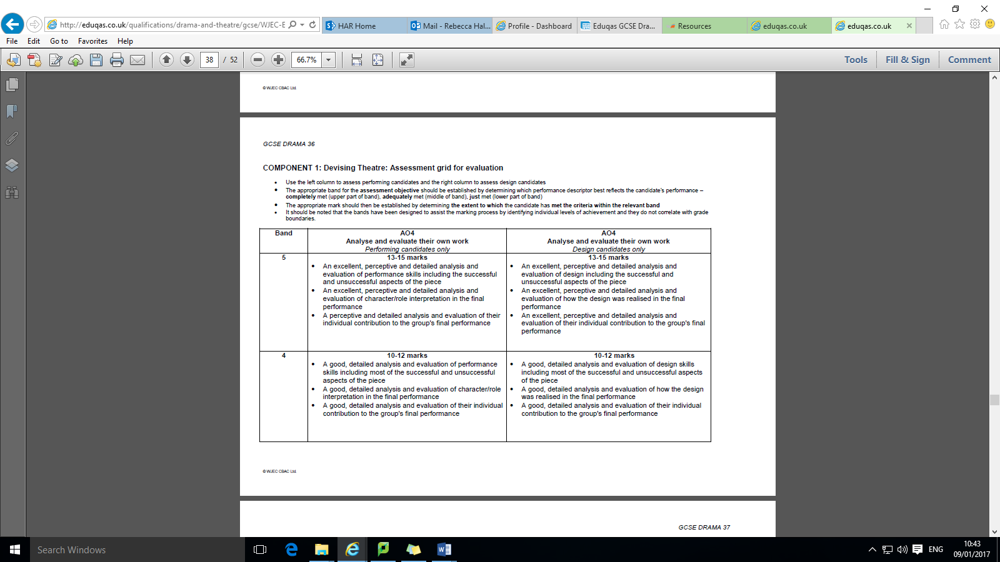 http://eduqas.co.uk/qualifications/drama-and-theatre/gcse/WJEC-E
HAR Home
Mail - Rebecca Hal...
Profile - Dashboard
Eduqas GCSE Dra...
Resources
eduqas.co.uk
eduqas.co.uk
File Edit Go to Favorites Help
38 / 52
66.7%
Tools Fill & Sign Comment
© WJEC CBAC Ltd.
GCSE DRAMA 36
COMPONENT 1: Devising Theatre: Assessment grid for evaluation
• Use the left column to assess performing candidates and the right column to assess design candidates
• The appropriate band for the assessment objective should be established by determining which performance descriptor best reflects the candidate's performance –
completely met (upper part of band), adequately met (middle of band), just met (lower part of band)
• The appropriate mark should then be established by determining the extent to which the candidate has met the criteria within the relevant band
• It should be noted that the bands have been designed to assist the marking process by identifying individual levels of achievement and they do not correlate with grade
boundaries.
Band
AO4
Analyse and evaluate their own work
Performing candidates only
AO4
Analyse and evaluate their own work
Design candidates only
5
13-15 marks
• An excellent, perceptive and detailed analysis and
evaluation of performance skills including the successful
and unsuccessful aspects of the piece
• An excellent, perceptive and detailed analysis and
evaluation of character/role interpretation in the final
performance
• A perceptive and detailed analysis and evaluation of their
individual contribution to the group's final performance
13-15 marks
• An excellent, perceptive and detailed analysis and
evaluation of design including the successful and
unsuccessful aspects of the piece
• An excellent, perceptive and detailed analysis and
evaluation of how the design was realised in the final
performance
• An excellent, perceptive and detailed analysis and
evaluation of their individual contribution to the group's final
performance
4
10-12 marks
• A good, detailed analysis and evaluation of performance
skills including most of the successful and unsuccessful
aspects of the piece
• A good, detailed analysis and evaluation of character/role
interpretation in the final performance
• A good, detailed analysis and evaluation of their individual
contribution to the group's final performance
10-12 marks
• A good, detailed analysis and evaluation of design skills
including most of the successful and unsuccessful aspects
of the piece
• A good, detailed analysis and evaluation of how the design
was realised in the final performance
• A good, detailed analysis and evaluation of their individual
contribution to the group's final performance
© WJEC CBAC Ltd.
GCSE DRAMA 37
Search Windows
ENG
10:43
09/01/2017